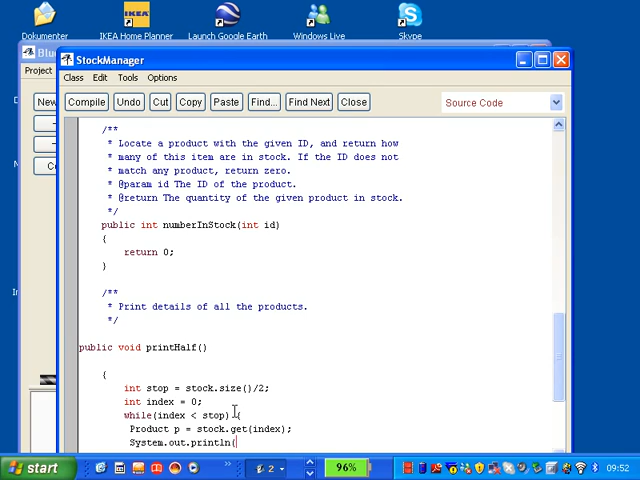 Dokumenter
IKEA Home Planner
Launch Google Earth
Windows Live
Skype
StockManager
Project
Class Edit Tools Options
Compile Undo Cut Copy Paste Find... Find Next Close
Source Code
/**
* Locate a product with the given ID, and return how
* many of this item are in stock. If the ID does not
* match any product, return zero.
* @param id The ID of the product.
* @return The quantity of the given product in stock.
*/
public int numberInStock(int id)
{
return 0;
}
/**
* Print details of all the products.
*/
public void printHalf()
{
int stop = stock.size()/2;
int index = 0;
while(index < stop) {
Product p = stock.get(index);
System.out.println(
start
2
96%
09:52